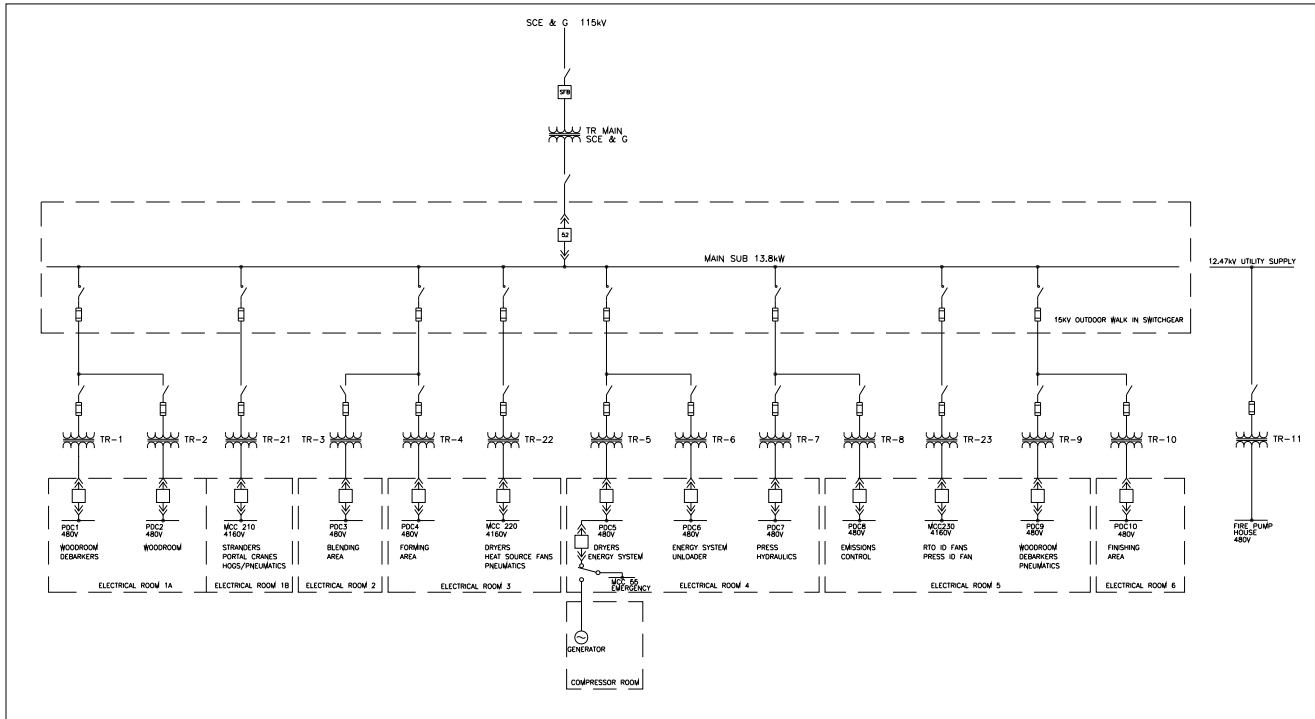 SCE & G 115kV
SFB
TR MAIN
SCE & G
52
MAIN SUB 13.8kW
12.47kV UTILITY SUPPLY
15KV OUTDOOR WALK IN SWITCHGEAR
TR-1
TR-2
TR-21
TR-3
TR-4
TR-22
TR-5
TR-6
TR-7
TR-8
TR-23
TR-9
TR-10
TR-11
PDC1
480V
WOODROOM
DEBARKERS
PDC2
480V
WOODROOM
ELECTRICAL ROOM 1A
MCC 210
4160V
STRANDERS
PORTAL CRANES
HOGS/PNEUMATICS
ELECTRICAL ROOM 1B
PDC3
480V
BLENDING
AREA
ELECTRICAL ROOM 2
PDC4
480V
FORMING
AREA
MCC 220
4160V
DRYERS
HEAT SOURCE FANS
PNEUMATICS
ELECTRICAL ROOM 3
PDC5
480V
DRYERS
ENERGY SYSTEM
MCC 55
EMERGENCY
PDC6
480V
ENERGY SYSTEM
UNLOADER
PDC7
480V
PRESS
HYDRAULICS
ELECTRICAL ROOM 4
PDC8
480V
EMISSIONS
CONTROL
MCC230
4160V
RTO ID FANS
PRESS ID FAN
PDC9
480V
WOODROOM
DEBARKERS
PNEUMATICS
ELECTRICAL ROOM 5
PDC10
480V
FINISHING
AREA
ELECTRICAL ROOM 6
FIRE PUMP
HOUSE
480V
GENERATOR
COMPRESSOR ROOM